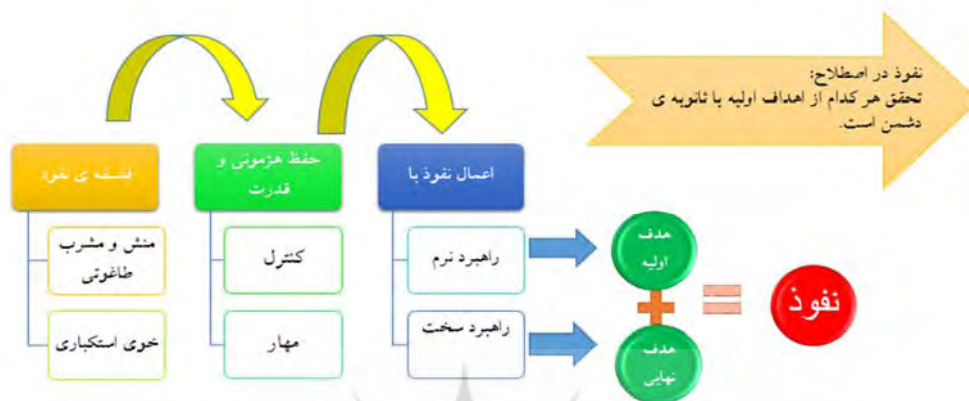 نفوذ در اصطلاح:
تحقق هر کدام از اهداف اولیه یا ثانویه ی
دشمن است.
فلسفه ی نفوذ
منش و مشرب
طاغوتی
خوی استکباری
حفظ هژمونی و
قدرت
کنترل
مهار
اعمال نفوذ با
راهبرد نرم
راهبرد سخت
هدف
اولیه
هدف
نهایی
نفوذ